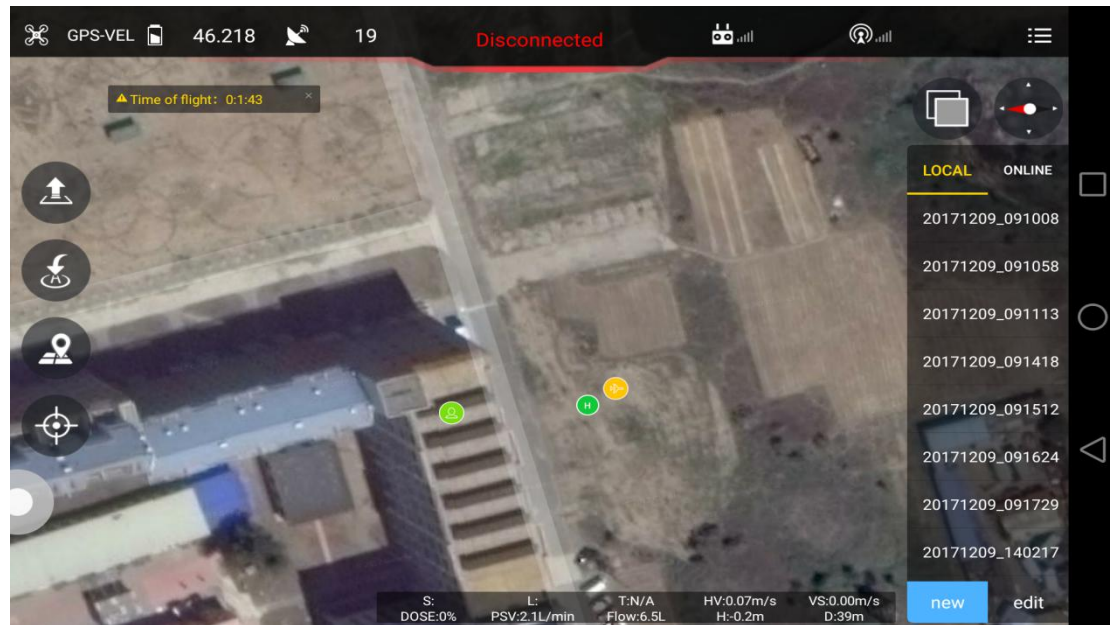 GPS-VEL 46.218 19 Disconnected
Time of flight: 0:1:43 ×
LOCAL ONLINE
20171209_091008
20171209_091058
20171209_091113
20171209_091418
20171209_091512
20171209_091624
20171209_091729
20171209_140217
new edit
H
S: L: T:N/A HV:0.07m/s VS:0.00m/s
DOSE:0% PSV:2.1L/min Flow:6.5L H:-0.2m D:39m